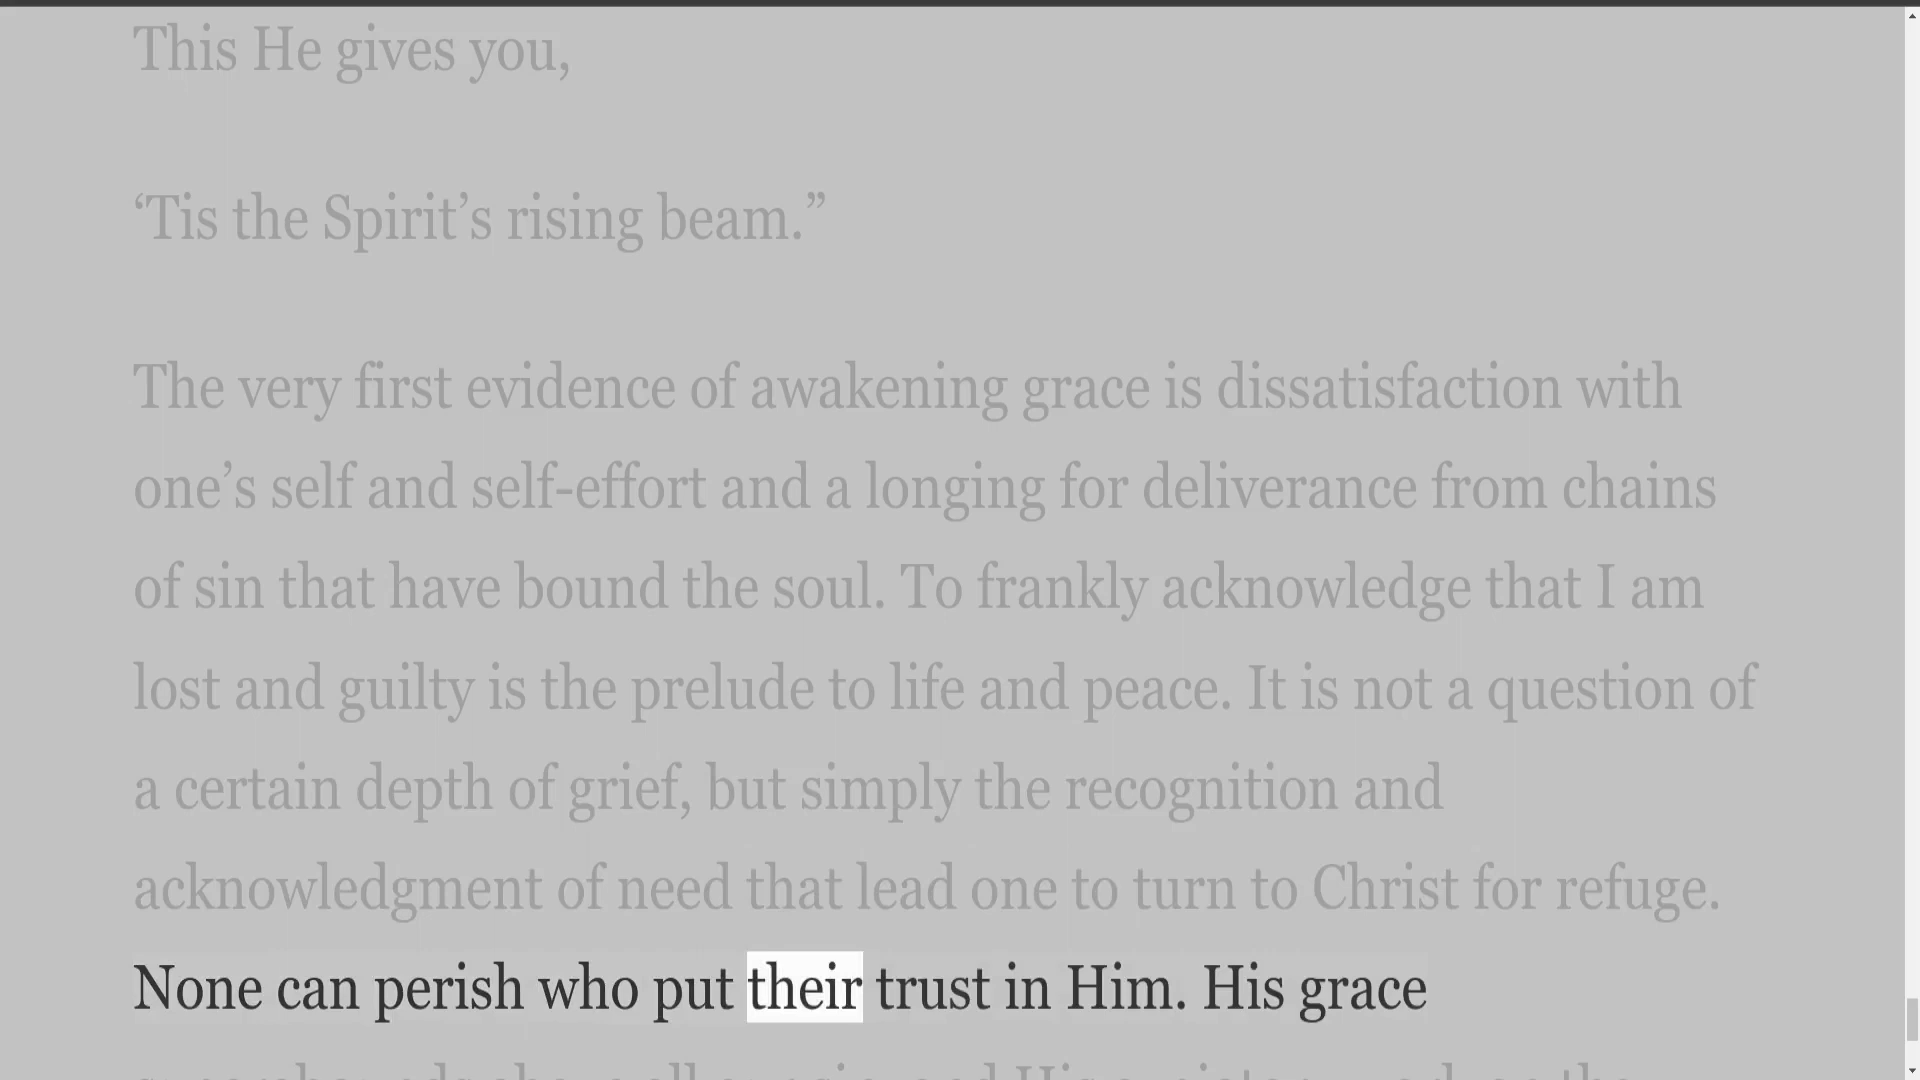 This He gives you,
‘Tis the Spirit’s rising beam.”
The very first evidence of awakening grace is dissatisfaction with
one’s self and self-effort and a longing for deliverance from chains
of sin that have bound the soul. To frankly acknowledge that I am
lost and guilty is the prelude to life and peace. It is not a question of
a certain depth of grief, but simply the recognition and
acknowledgment of need that lead one to turn to Christ for refuge.
None can perish who put their trust in Him. His grace